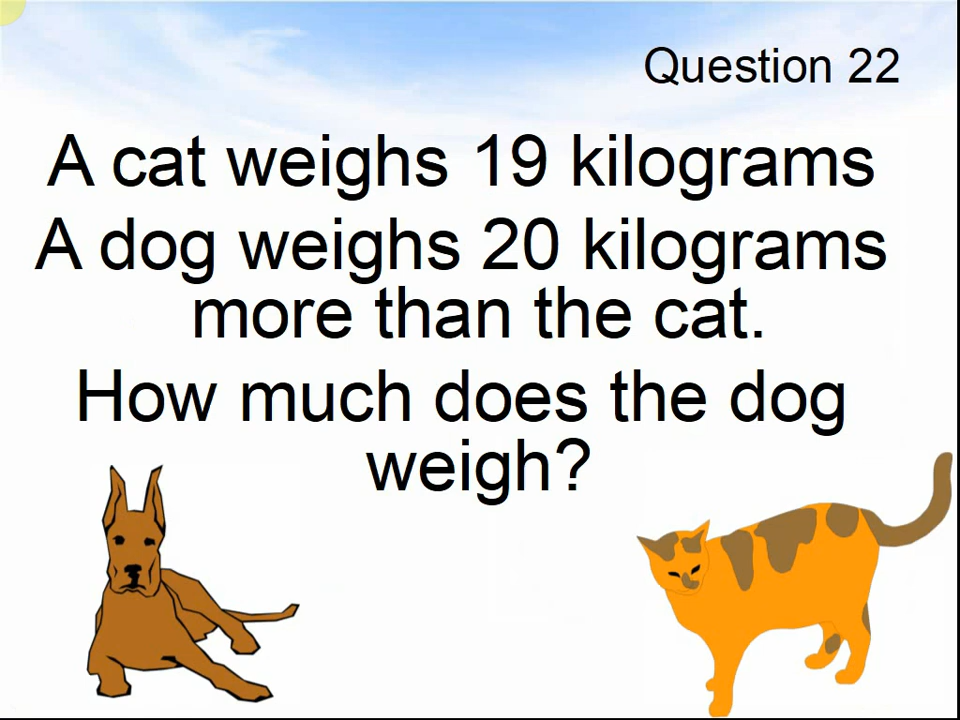 Question 22
A cat weighs 19 kilograms
A dog weighs 20 kilograms
more than the cat.
How much does the dog
weigh?